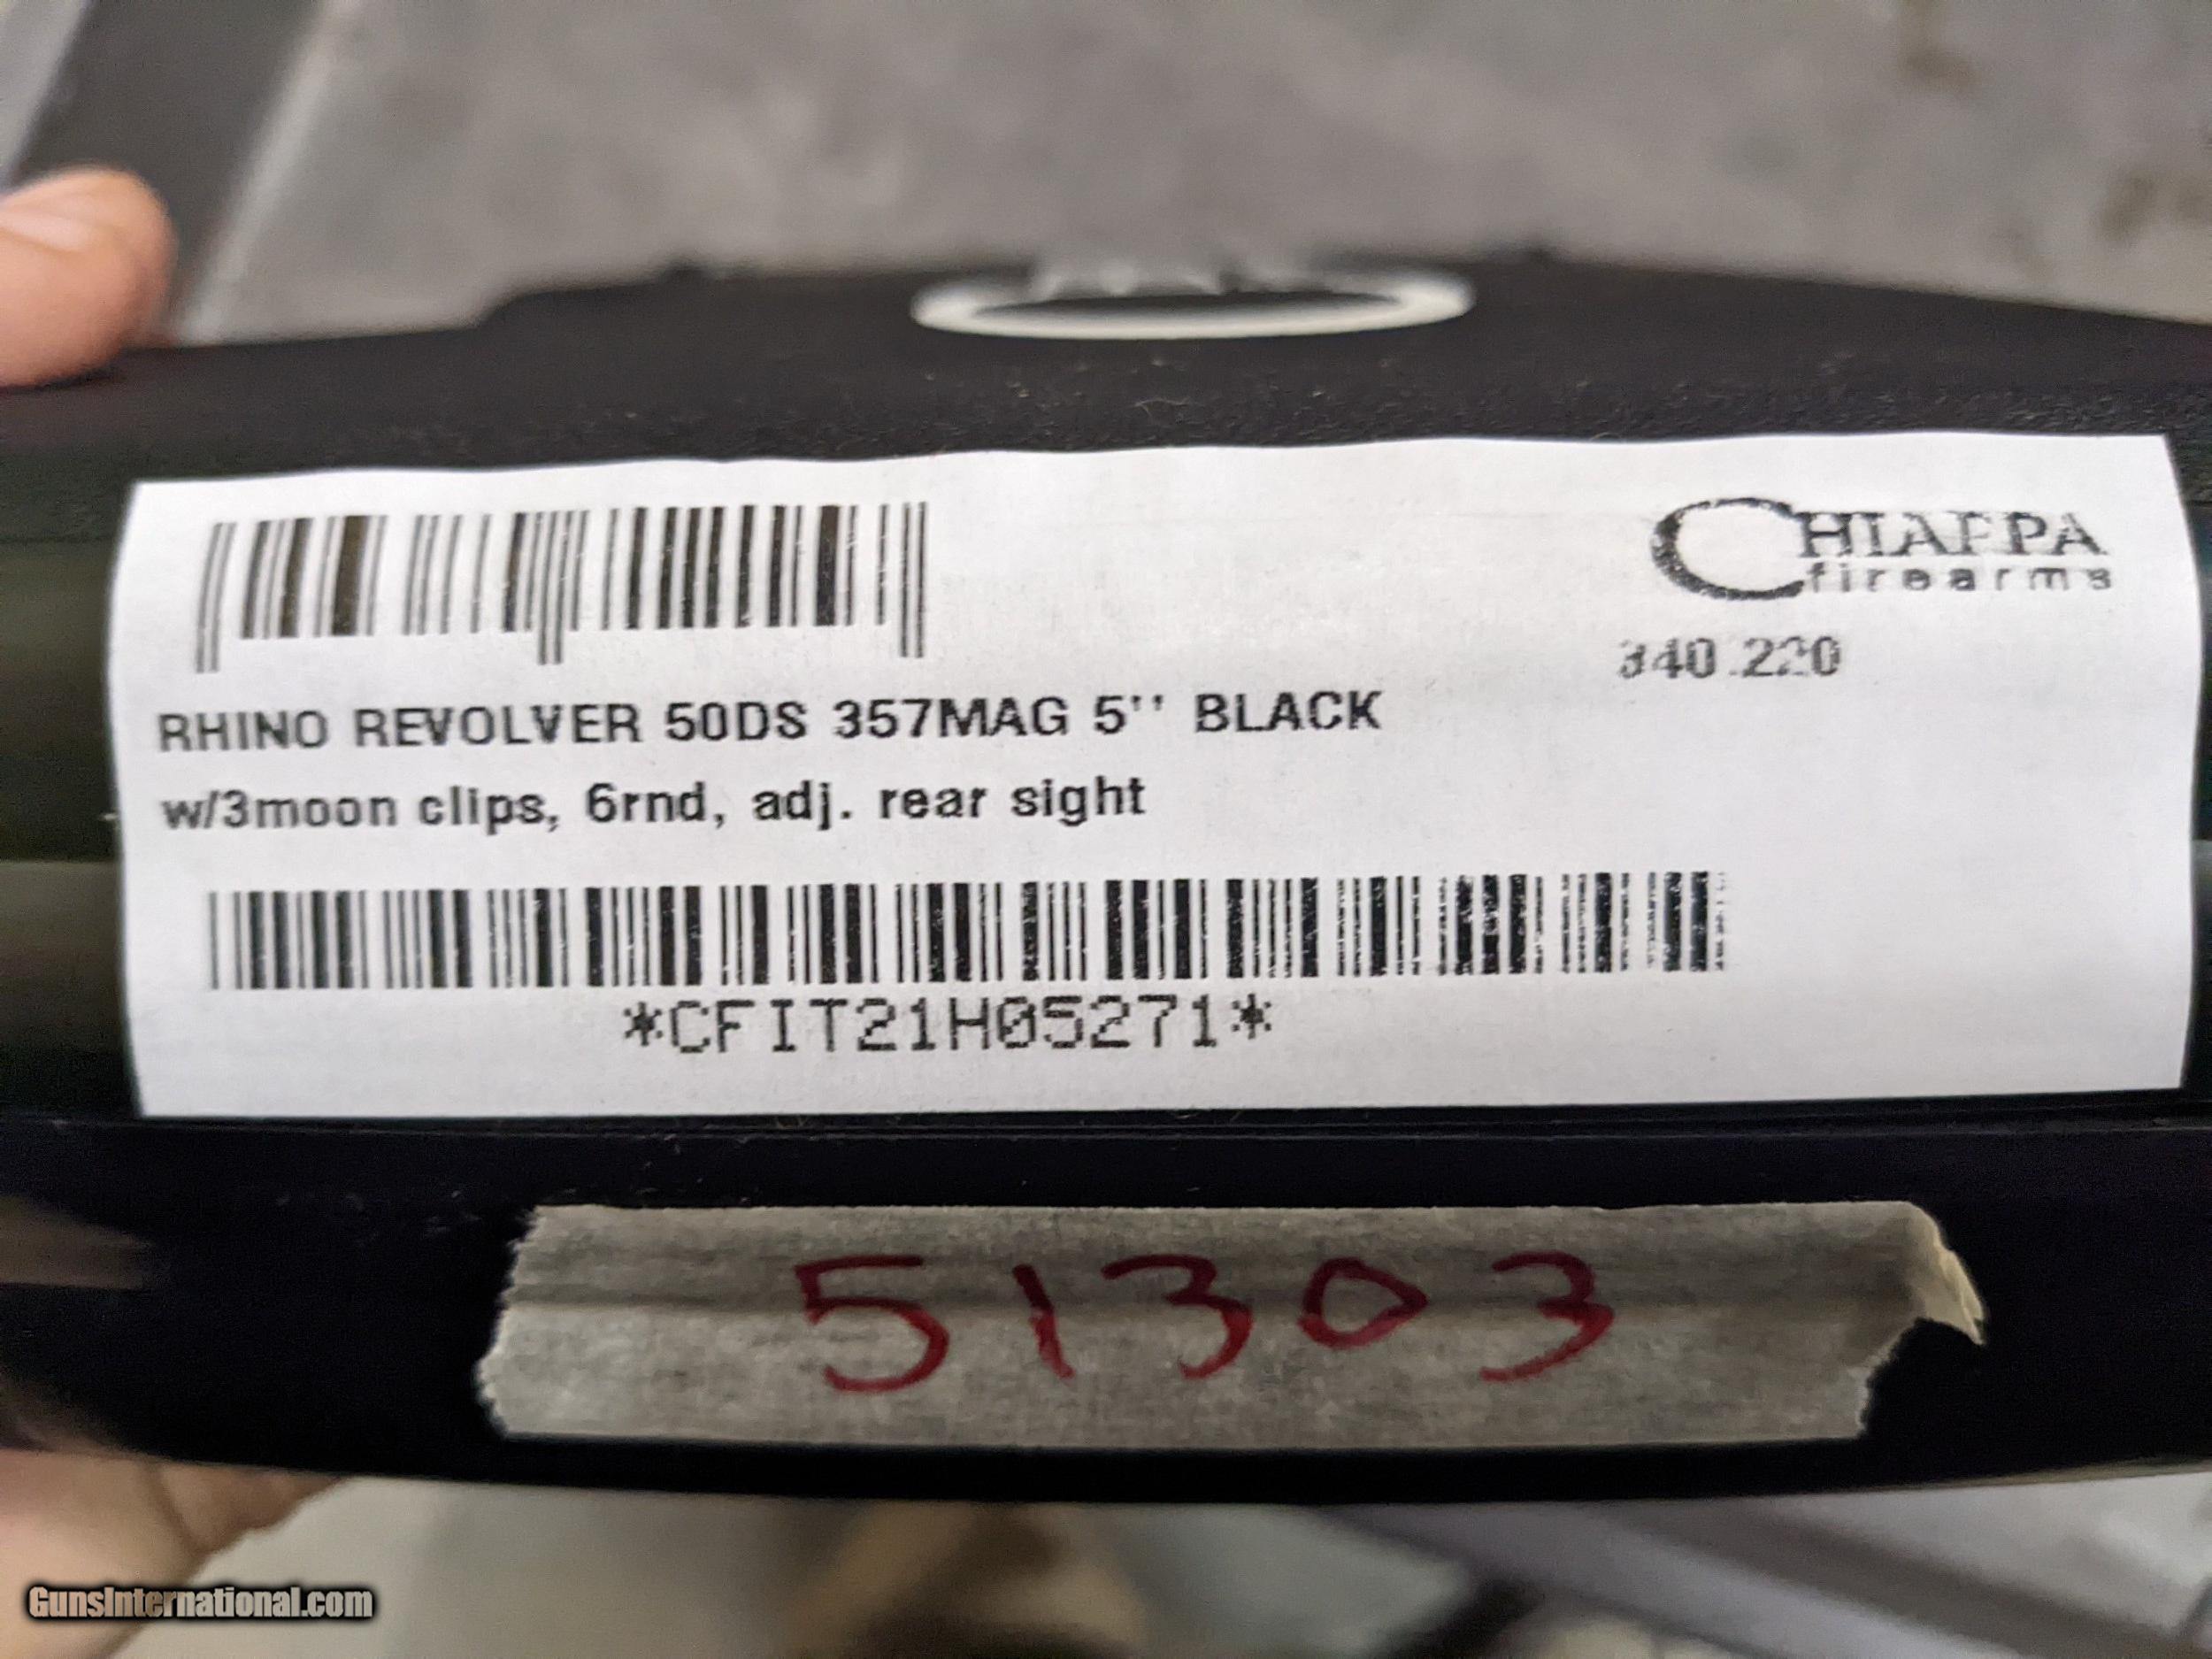 CHIAPPA
firearms
340.220
RHINO REVOLVER 50DS 357MAG 5'' BLACK
w/3moon clips, 6rnd, adj. rear sight
*CFIT21H05271*
51303
GunsInternational.com